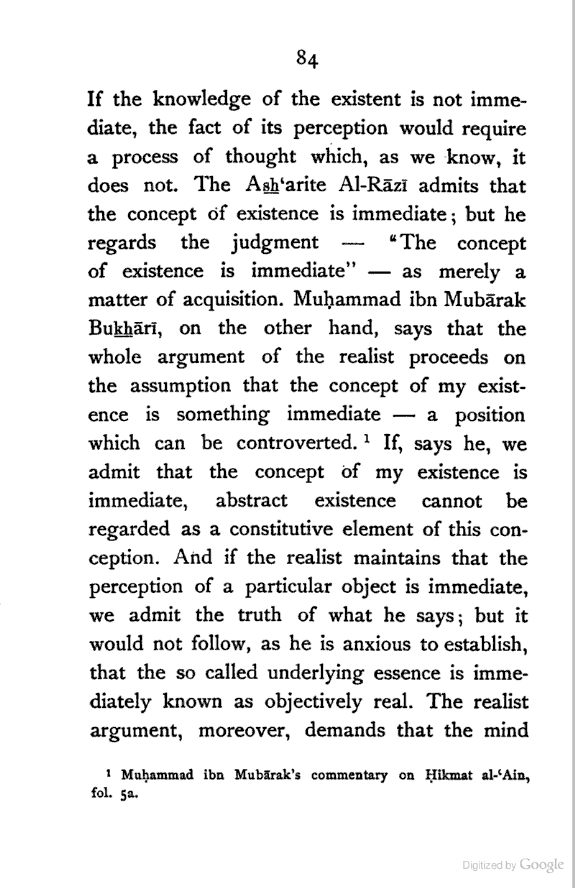 84
If the knowledge of the existent is not imme-
diate, the fact of its perception would require
a process of thought which, as we know, it
does not. The Ash‘arite Al-Rāzī admits that
the concept of existence is immediate; but he
regards the judgment — “The concept
of existence is immediate” — as merely a
matter of acquisition. Muḥammad ibn Mubārak
Bukhārī, on the other hand, says that the
whole argument of the realist proceeds on
the assumption that the concept of my exist-
ence is something immediate — a position
which can be controverted. ¹ If, says he, we
admit that the concept of my existence is
immediate, abstract existence cannot be
regarded as a constitutive element of this con-
ception. And if the realist maintains that the
perception of a particular object is immediate,
we admit the truth of what he says; but it
would not follow, as he is anxious to establish,
that the so called underlying essence is imme-
diately known as objectively real. The realist
argument, moreover, demands that the mind
¹ Muḥammad ibn Mubārak's commentary on Ḥikmat al-‘Ain,
fol. 5a.
Digitized by Google